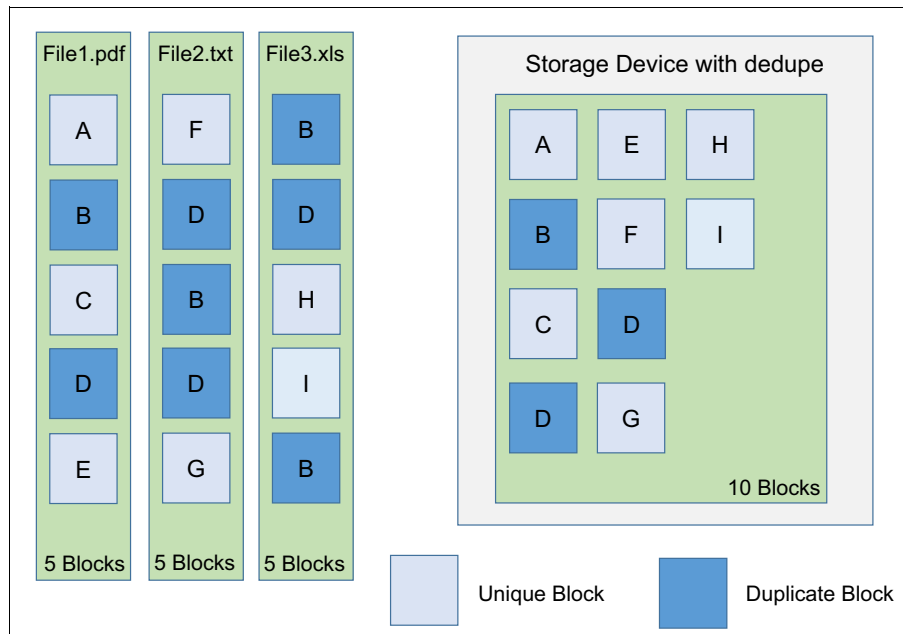 File1.pdf
A
B
C
D
E
5 Blocks
File2.txt
F
D
B
D
G
5 Blocks
File3.xls
B
D
H
I
B
5 Blocks
Storage Device with dedupe
A E H
B F I
C D
D G
10 Blocks
Unique Block
Duplicate Block